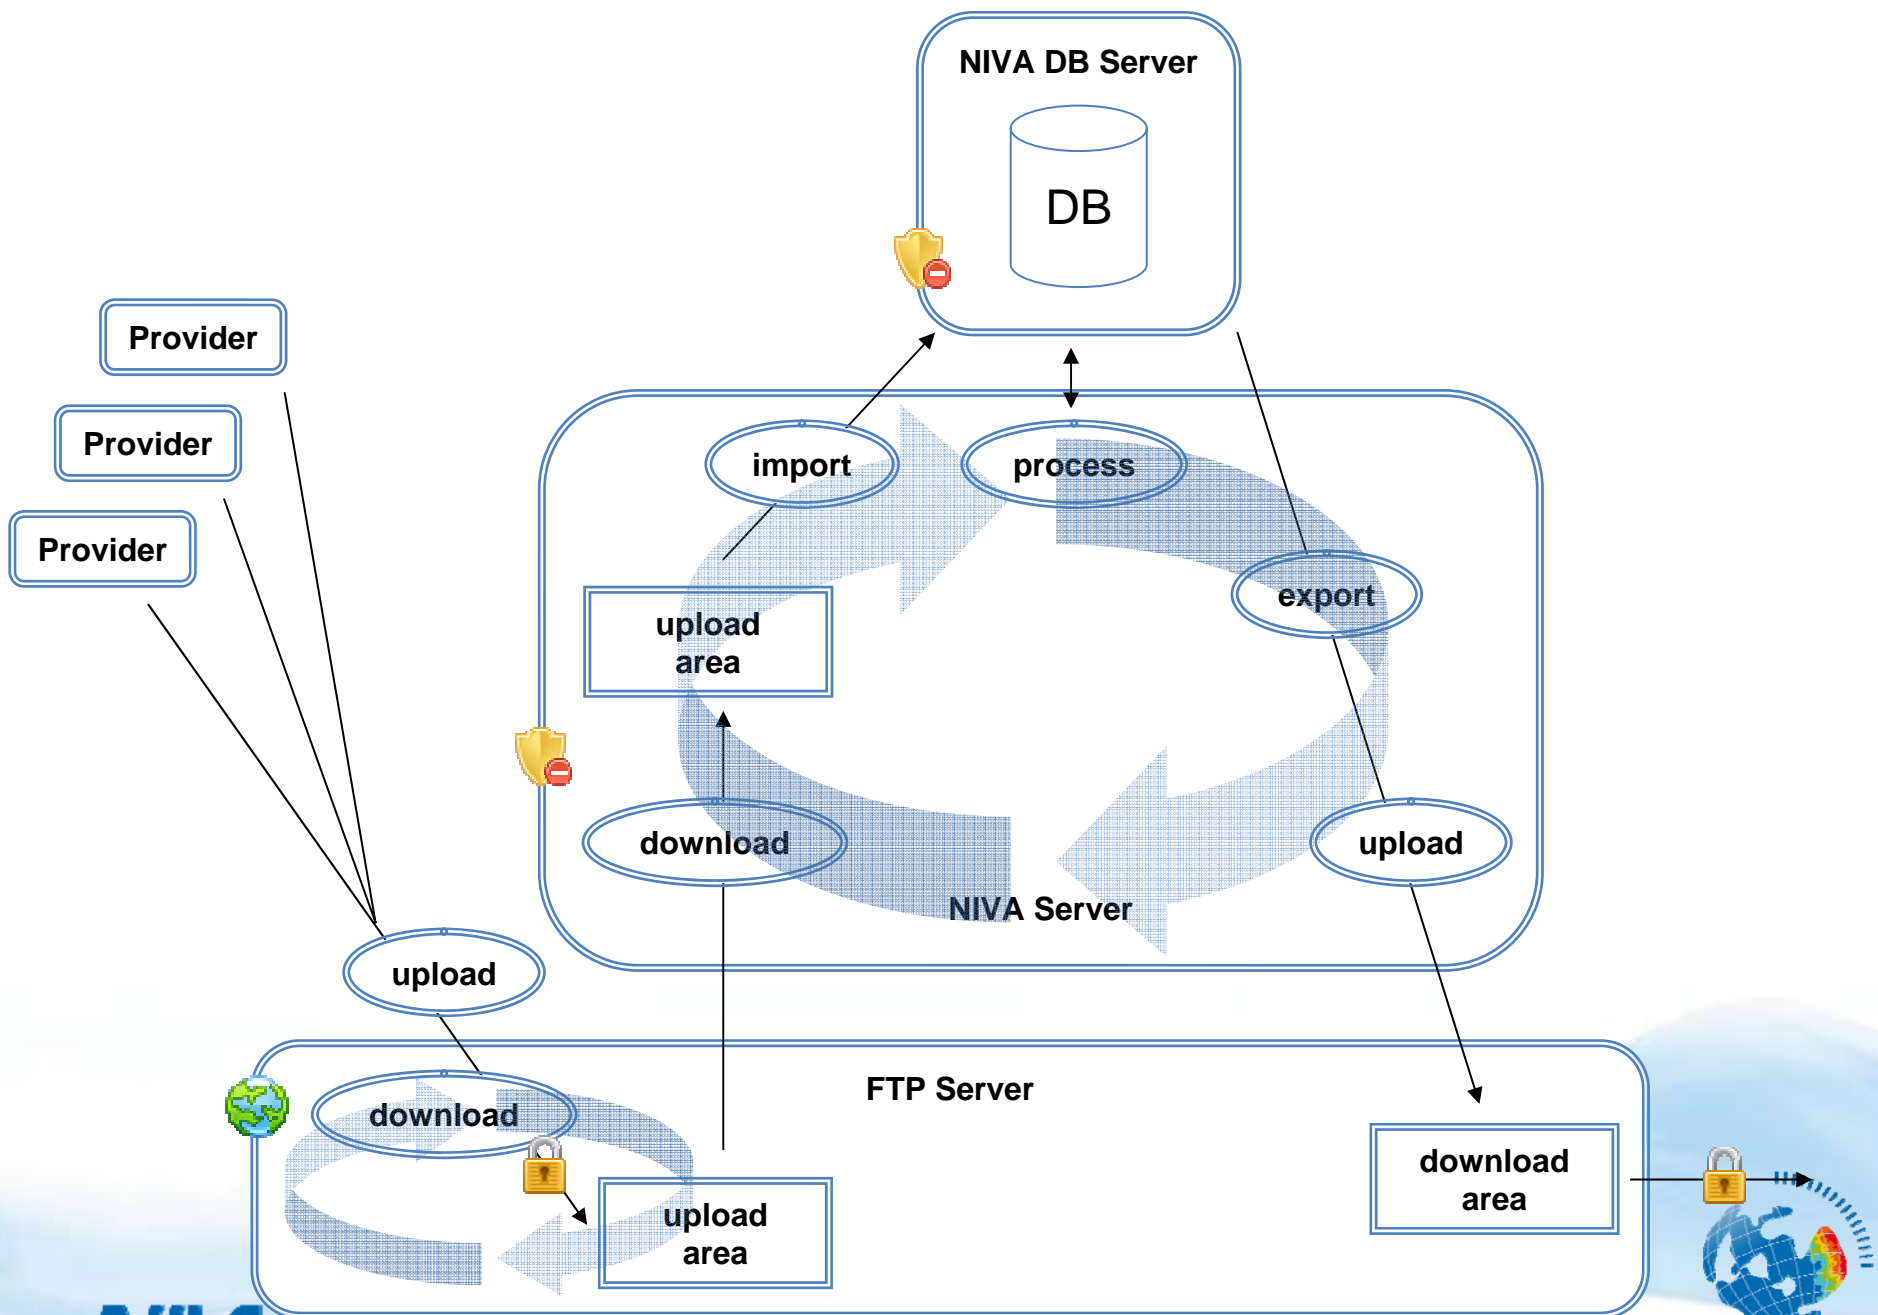 NIVA DB Server
DB
Provider
Provider
Provider
import
process
export
upload
area
download
upload
NIVA Server
upload
FTP Server
download
upload
area
download
area